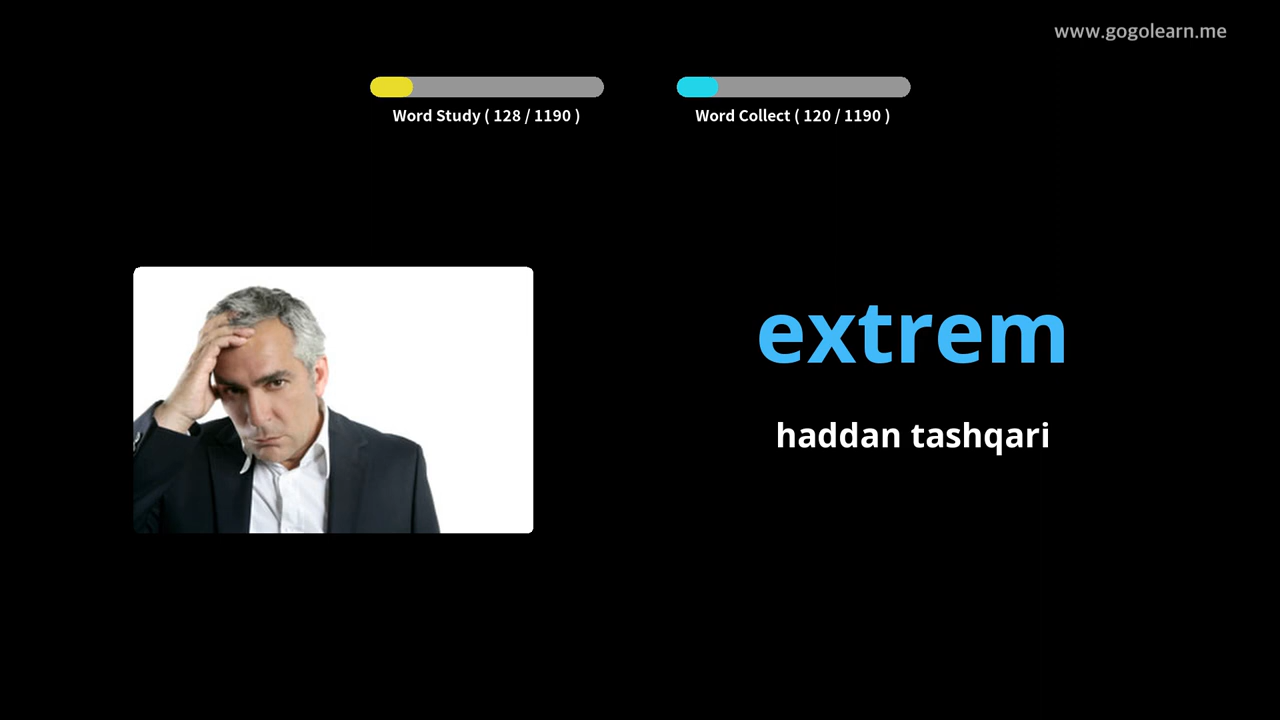 www.gogolearn.me
Word Study ( 128 / 1190 )
Word Collect ( 120 / 1190 )
extrem
haddan tashqari